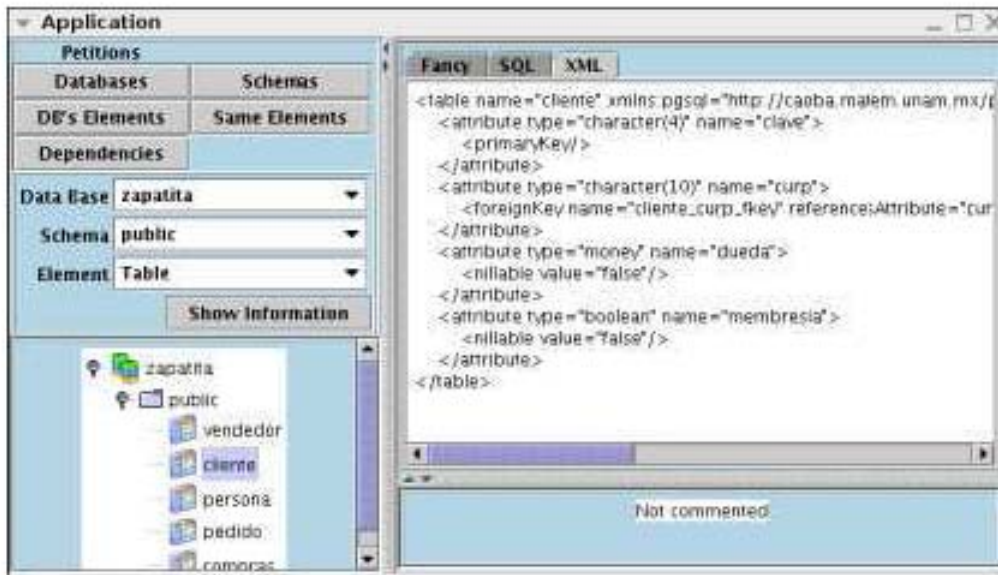 Application
Petitions
Databases
Schemas
DB's Elements
Same Elements
Dependencies
Data Base
zapatita
Schema
public
Element
Table
Show Information
zapatita
public
vendedor
cliente
persona
pedido
compras
Fancy
SQL
XML
<table name="cliente" xmlns:pgsql="http://caoba.matem.unam.mx/
<attribute type="character(4)" name="clave">
<primaryKey/>
</attribute>
<attribute type="character(10)" name="curp">
<foreignKey name="cliente_curp_fkey" referencesAttribute="cur
</attribute>
<attribute type="money" name="dueda">
<nillable value="false"/>
</attribute>
<attribute type="boolean" name="membresia">
<nillable value="false"/>
</attribute>
</table>
Not commented